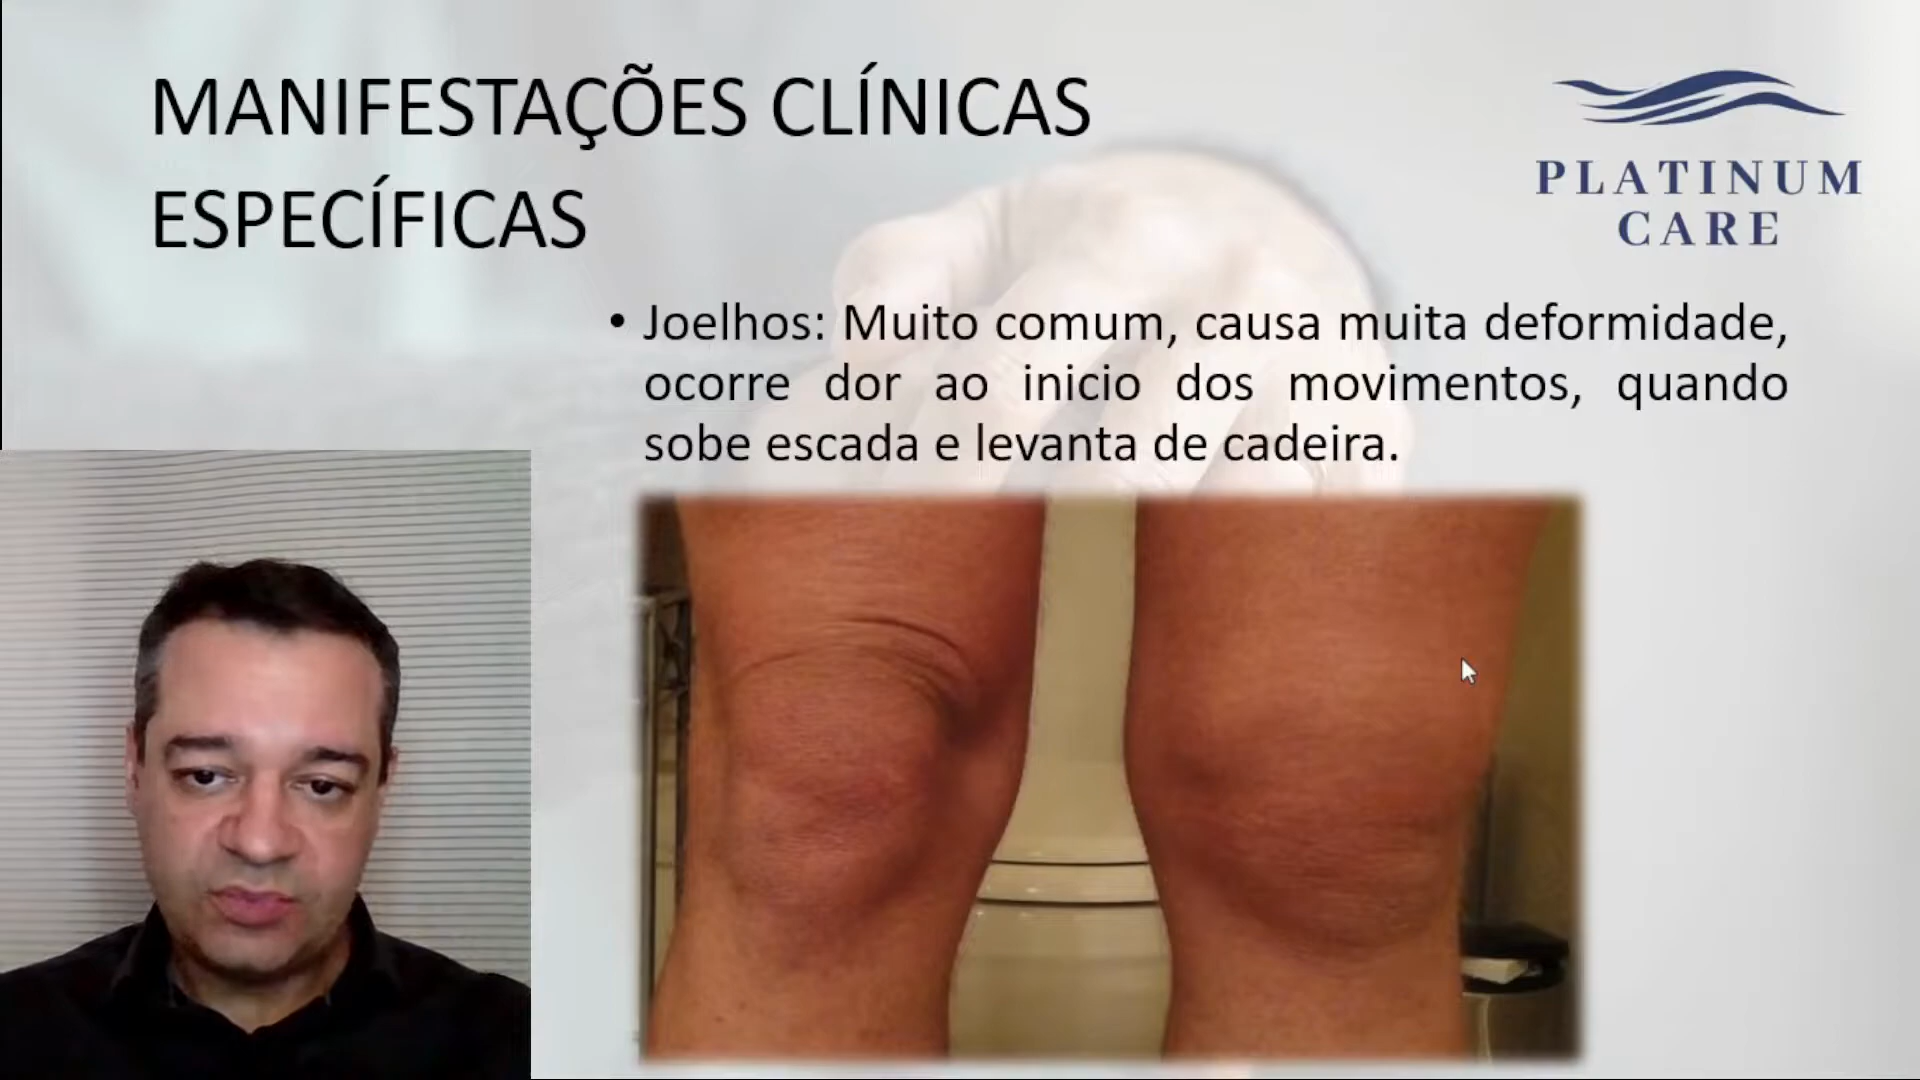 MANIFESTAÇÕES CLÍNICAS
ESPECÍFICAS
PLATINUM
CARE
• Joelhos: Muito comum, causa muita deformidade,
ocorre dor ao inicio dos movimentos, quando
sobe escada e levanta de cadeira.